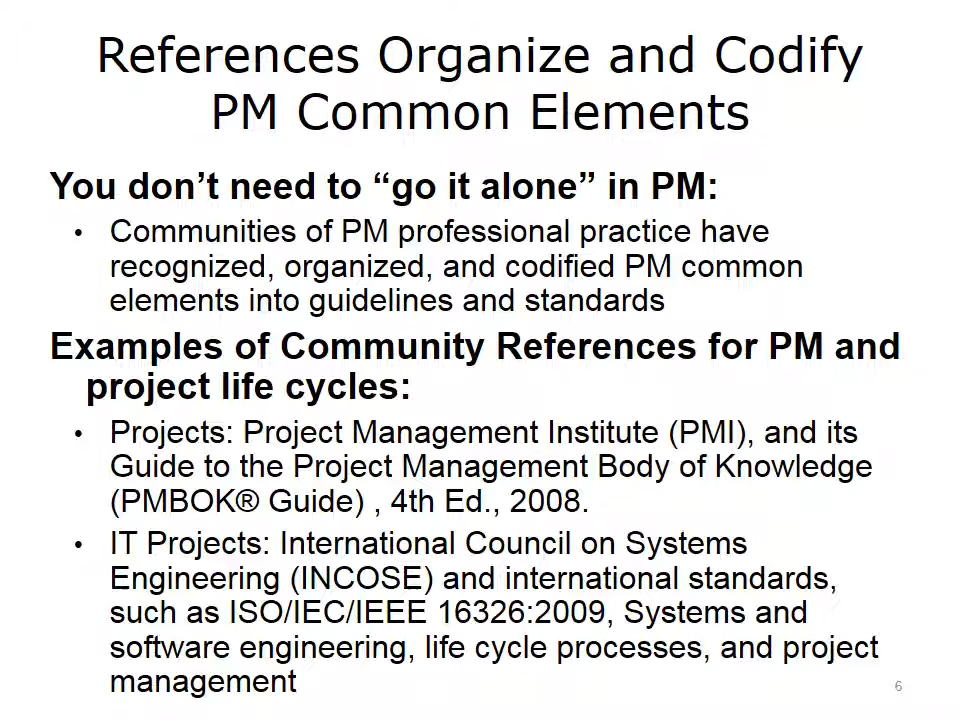 References Organize and Codify
PM Common Elements
You don’t need to “go it alone” in PM:
• Communities of PM professional practice have
recognized, organized, and codified PM common
elements into guidelines and standards
Examples of Community References for PM and
project life cycles:
• Projects: Project Management Institute (PMI), and its
Guide to the Project Management Body of Knowledge
(PMBOK® Guide) , 4th Ed., 2008.
• IT Projects: International Council on Systems
Engineering (INCOSE) and international standards,
such as ISO/IEC/IEEE 16326:2009, Systems and
software engineering, life cycle processes, and project
management
6